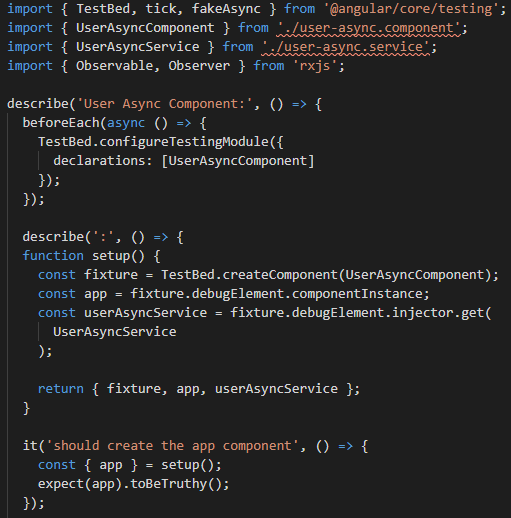 import { TestBed, tick, fakeAsync } from '@angular/core/testing';
import { UserAsyncComponent } from './user-async.component';
import { UserAsyncService } from './user-async.service';
import { Observable, Observer } from 'rxjs';

describe('User Async Component:', () => {
  beforeEach(async () => {
    TestBed.configureTestingModule({
      declarations: [UserAsyncComponent]
    });
  });

  describe(':', () => {
  function setup() {
    const fixture = TestBed.createComponent(UserAsyncComponent);
    const app = fixture.debugElement.componentInstance;
    const userAsyncService = fixture.debugElement.injector.get(
      UserAsyncService
    );

    return { fixture, app, userAsyncService };
  }

  it('should create the app component', () => {
    const { app } = setup();
    expect(app).toBeTruthy();
  });